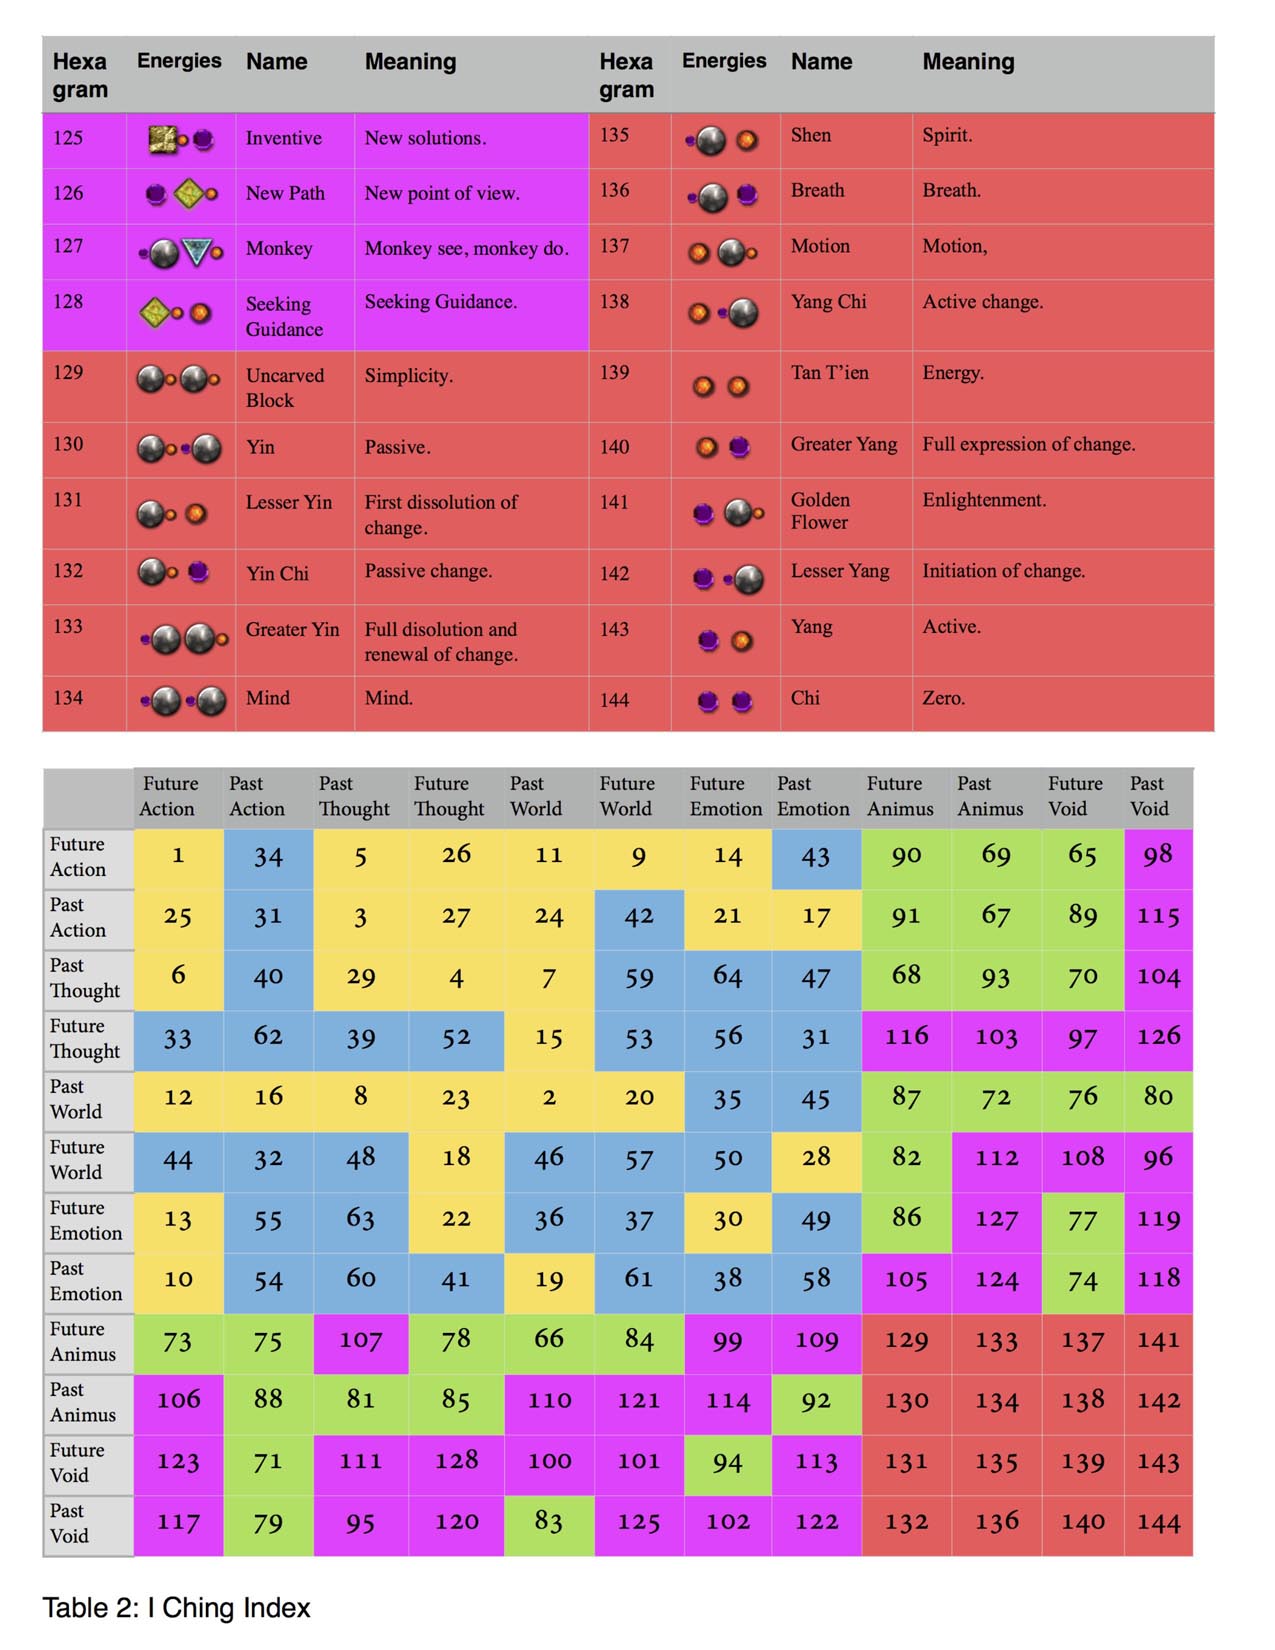 Hexa gram Energies Name Meaning Hexa gram Energies Name Meaning
125 Inventive New solutions. 135 Shen Spirit.
126 New Path New point of view. 136 Breath Breath.
127 Monkey Monkey see, monkey do. 137 Motion Motion,
128 Seeking Guidance Seeking Guidance. 138 Yang Chi Active change.
129 Uncarved Block Simplicity. 139 Tan T’ien Energy.
130 Yin Passive. 140 Greater Yang Full expression of change.
131 Lesser Yin First dissolution of change. 141 Golden Flower Enlightenment.
132 Yin Chi Passive change. 142 Lesser Yang Initiation of change.
133 Greater Yin Full disolution and renewal of change. 143 Yang Active.
134 Mind Mind. 144 Chi Zero.
Future Action Past Action Past Thought Future Thought Past World Future World Future Emotion Past Emotion Future Animus Past Animus Future Void Past Void
Future Action 1 34 5 26 11 9 14 43 90 69 65 98
Past Action 25 31 3 27 24 42 21 17 91 67 89 115
Past Thought 6 40 29 4 7 59 64 47 68 93 70 104
Future Thought 33 62 39 52 15 53 56 31 116 103 97 126
Past World 12 16 8 23 2 20 35 45 87 72 76 80
Future World 44 32 48 18 46 57 50 28 82 112 108 96
Future Emotion 13 55 63 22 36 37 30 49 86 127 77 119
Past Emotion 10 54 60 41 19 61 38 58 105 124 74 118
Future Animus 73 75 107 78 66 84 99 109 129 133 137 141
Past Animus 106 88 81 85 110 121 114 92 130 134 138 142
Future Void 123 71 111 128 100 101 94 113 131 135 139 143
Past Void 117 79 95 120 83 125 102 122 132 136 140 144
Table 2: I Ching Index